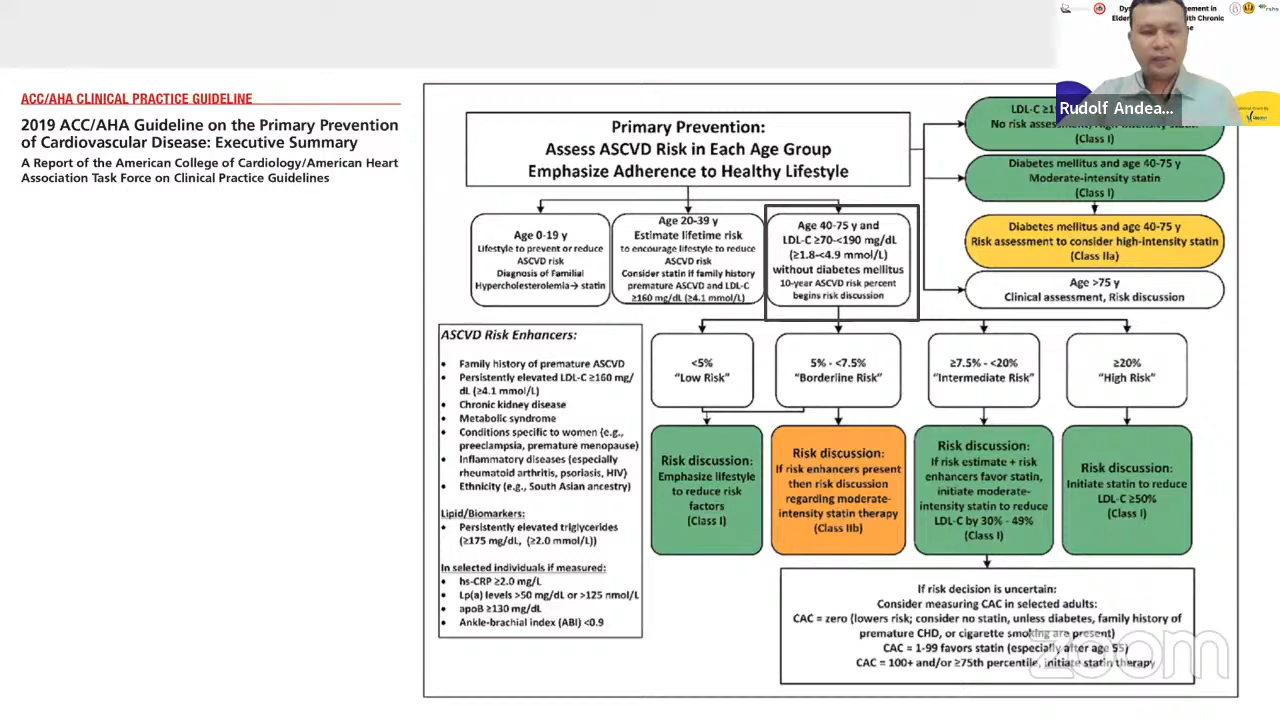 Dy
gement in
Elder
th Chronic
se
Rudolf Andea...
ACC/AHA CLINICAL PRACTICE GUIDELINE
2019 ACC/AHA Guideline on the Primary Prevention
of Cardiovascular Disease: Executive Summary
A Report of the American College of Cardiology/American Heart
Association Task Force on Clinical Practice Guidelines
Primary Prevention:
Assess ASCVD Risk in Each Age Group
Emphasize Adherence to Healthy Lifestyle
LDL-C ≥1
No risk assessment, High-intensity statin
(Class I)
Diabetes mellitus and age 40-75 y
Moderate-intensity statin
(Class I)
Diabetes mellitus and age 40-75 y
Risk assessment to consider high-intensity statin
(Class IIa)
Age >75 y
Clinical assessment, Risk discussion
Age 0-19 y
Lifestyle to prevent or reduce
ASCVD risk
Diagnosis of Familial
Hypercholesterolemia→ statin
Age 20-39 y
Estimate lifetime risk
to encourage lifestyle to reduce
ASCVD risk
Consider statin if family history
premature ASCVD and LDL-C
≥160 mg/dL (≥4.1 mmol/L)
Age 40-75 y and
LDL-C ≥70-<190 mg/dL
(≥1.8-<4.9 mmol/L)
without diabetes mellitus
10-year ASCVD risk percent
begins risk discussion
ASCVD Risk Enhancers:
• Family history of premature ASCVD
• Persistently elevated LDL-C ≥160 mg/
dL (≥4.1 mmol/L)
• Chronic kidney disease
• Metabolic syndrome
• Conditions specific to women (e.g.,
preeclampsia, premature menopause)
• Inflammatory diseases (especially
rheumatoid arthritis, psoriasis, HIV)
• Ethnicity (e.g., South Asian ancestry)
Lipid/Biomarkers:
• Persistently elevated triglycerides
(≥175 mg/dL, (≥2.0 mmol/L))
In selected individuals if measured:
• hs-CRP ≥2.0 mg/L
• Lp(a) levels >50 mg/dL or >125 nmol/L
• apoB ≥130 mg/dL
• Ankle-brachial index (ABI) <0.9
<5%
"Low Risk"
5% - <7.5%
"Borderline Risk"
≥7.5% - <20%
"Intermediate Risk"
≥20%
"High Risk"
Risk discussion:
Emphasize lifestyle
to reduce risk
factors
(Class I)
Risk discussion:
If risk enhancers present
then risk discussion
regarding moderate-
intensity statin therapy
(Class IIb)
Risk discussion:
If risk estimate + risk
enhancers favor statin,
initiate moderate-
intensity statin to reduce
LDL-C by 30% - 49%
(Class I)
Risk discussion:
Initiate statin to reduce
LDL-C ≥50%
(Class I)
If risk decision is uncertain:
Consider measuring CAC in selected adults:
CAC = zero (lowers risk; consider no statin, unless diabetes, family history of
premature CHD, or cigarette smoking are present)
CAC = 1-99 favors statin (especially after age 55)
CAC = 100+ and/or ≥75th percentile, initiate statin therapy
zoom